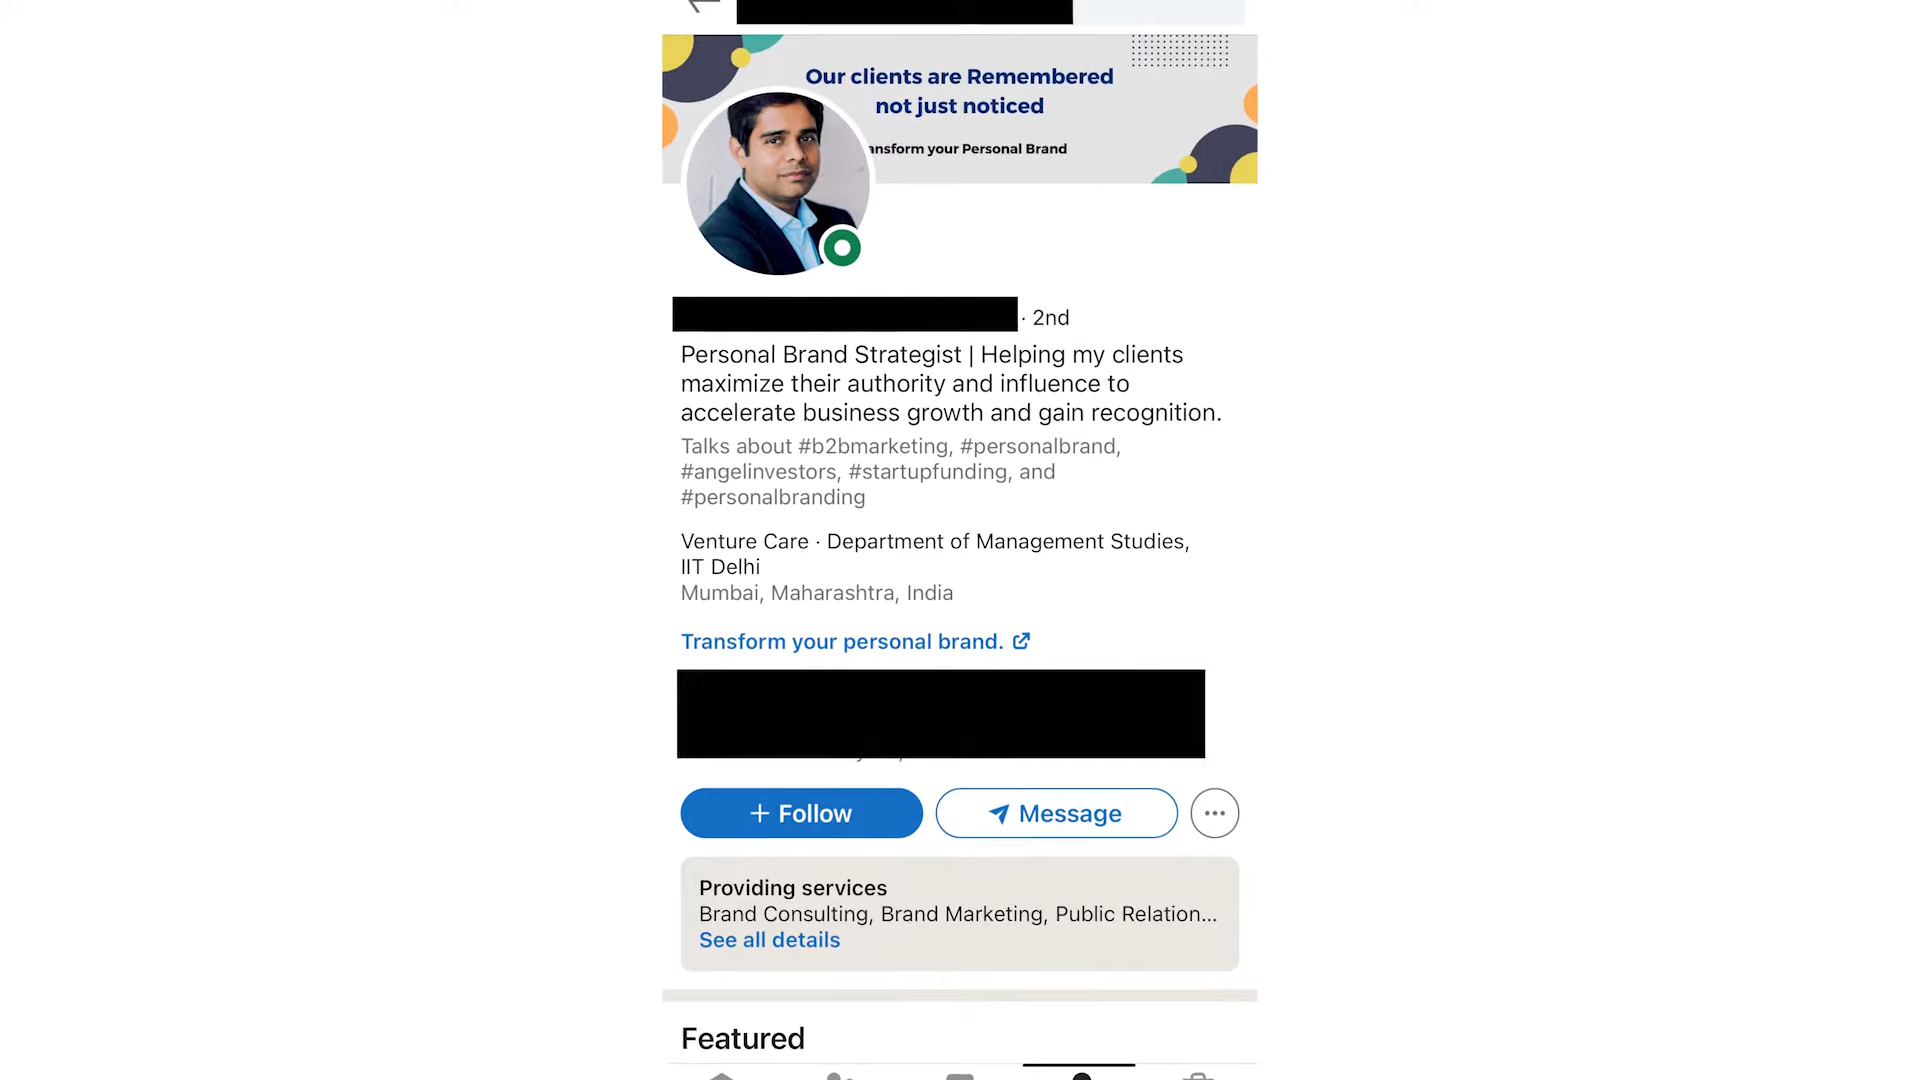 Our clients are Remembered
not just noticed
ansform your Personal Brand
· 2nd
Personal Brand Strategist | Helping my clients
maximize their authority and influence to
accelerate business growth and gain recognition.
Talks about #b2bmarketing, #personalbrand,
#angelinvestors, #startupfunding, and
#personalbranding
Venture Care · Department of Management Studies,
IIT Delhi
Mumbai, Maharashtra, India
Transform your personal brand.
+ Follow
Message
Providing services
Brand Consulting, Brand Marketing, Public Relation...
See all details
Featured